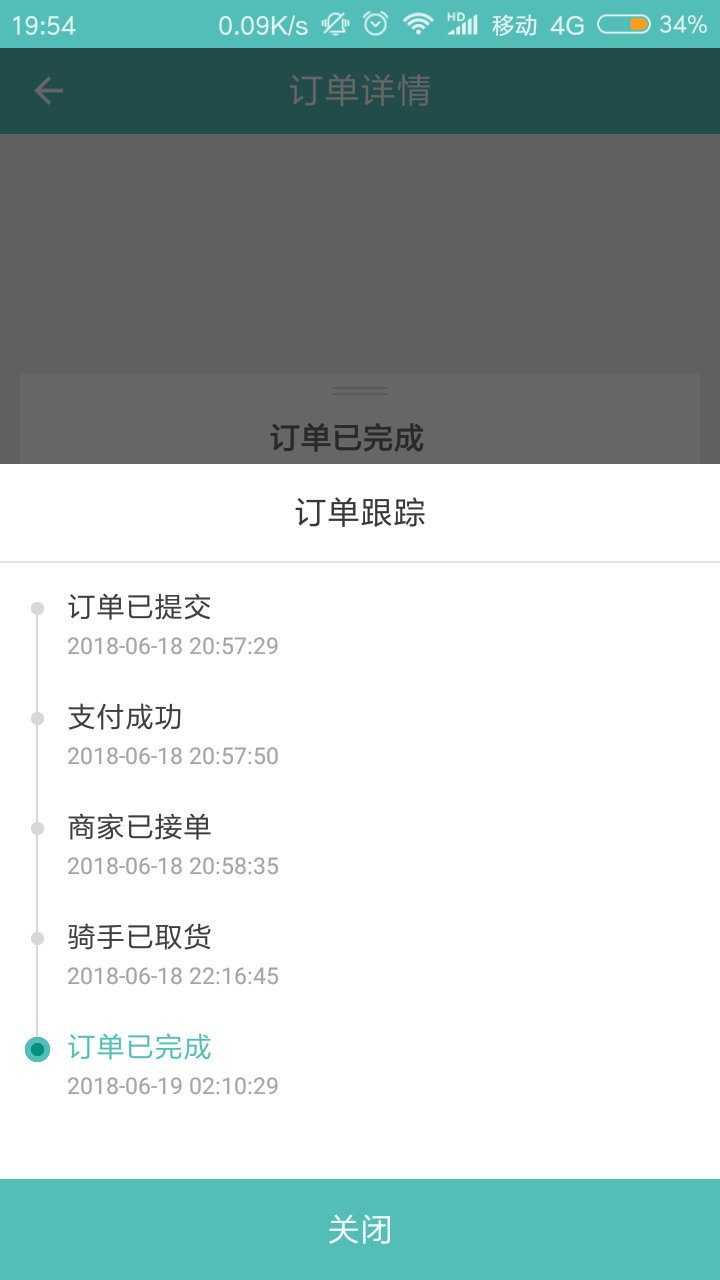 19:54 0.09K/s HD 移动 4G 34%
订单详情
订单已完成
订单跟踪
订单已提交
2018-06-18 20:57:29
支付成功
2018-06-18 20:57:50
商家已接单
2018-06-18 20:58:35
骑手已取货
2018-06-18 22:16:45
订单已完成
2018-06-19 02:10:29
关闭